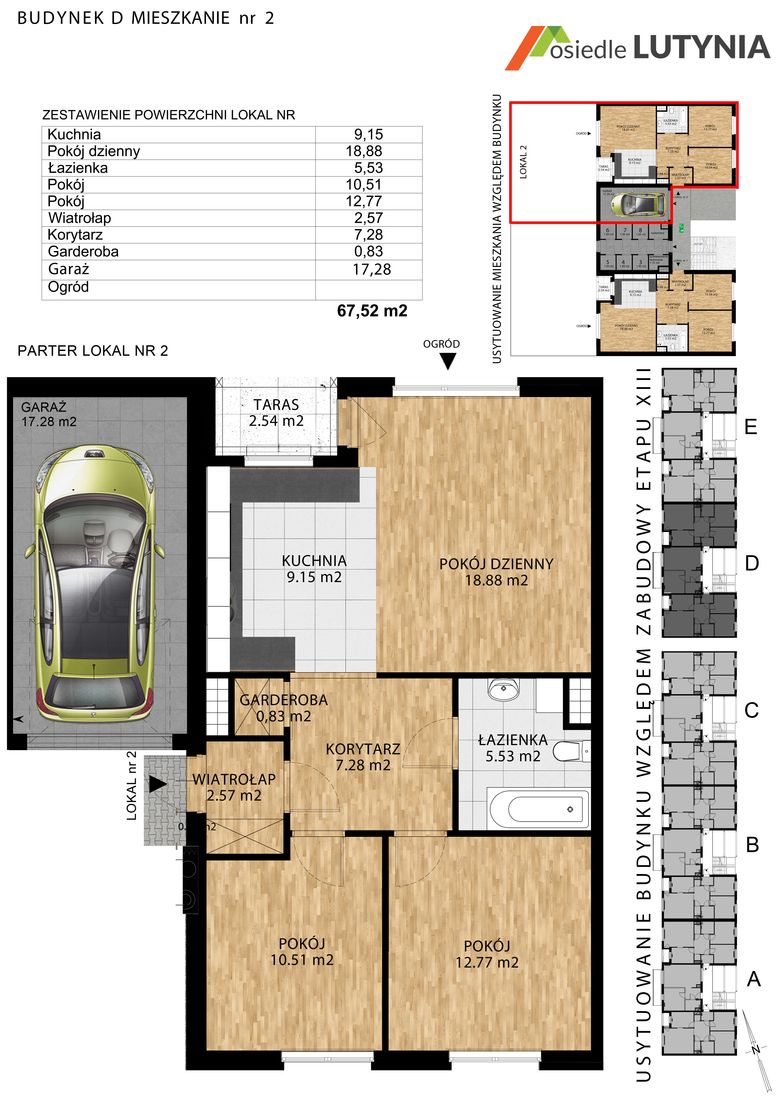 BUDYNEK D MIESZKANIE nr 2
osiedle LUTYNIA
ZESTAWIENIE POWIERZCHNI LOKAL NR
Kuchnia 9,15
Pokój dzienny 18,88
Łazienka 5,53
Pokój 10,51
Pokój 12,77
Wiatrołap 2,57
Korytarz 7,28
Garderoba 0,83
Garaż 17,28
Ogród
67,52 m2
USYTUOWANIE MIESZKANIA WZGLĘDEM BUDYNKU
LOKAL 2
PARTER LOKAL NR 2
OGRÓD
GARAŻ
17.28 m2
TARAS
2.54 m2
KUCHNIA
9.15 m2
POKÓJ DZIENNY
18.88 m2
GARDEROBA
0,83 m2
KORYTARZ
7.28 m2
ŁAZIENKA
5.53 m2
WIATROŁAP
2.57 m2
LOKAL nr 2
POKÓJ
10.51 m2
POKÓJ
12.77 m2
USYTUOWANIE BUDYNKU WZGLĘDEM ZABUDOWY ETAPU XIII
E
D
C
B
A
N